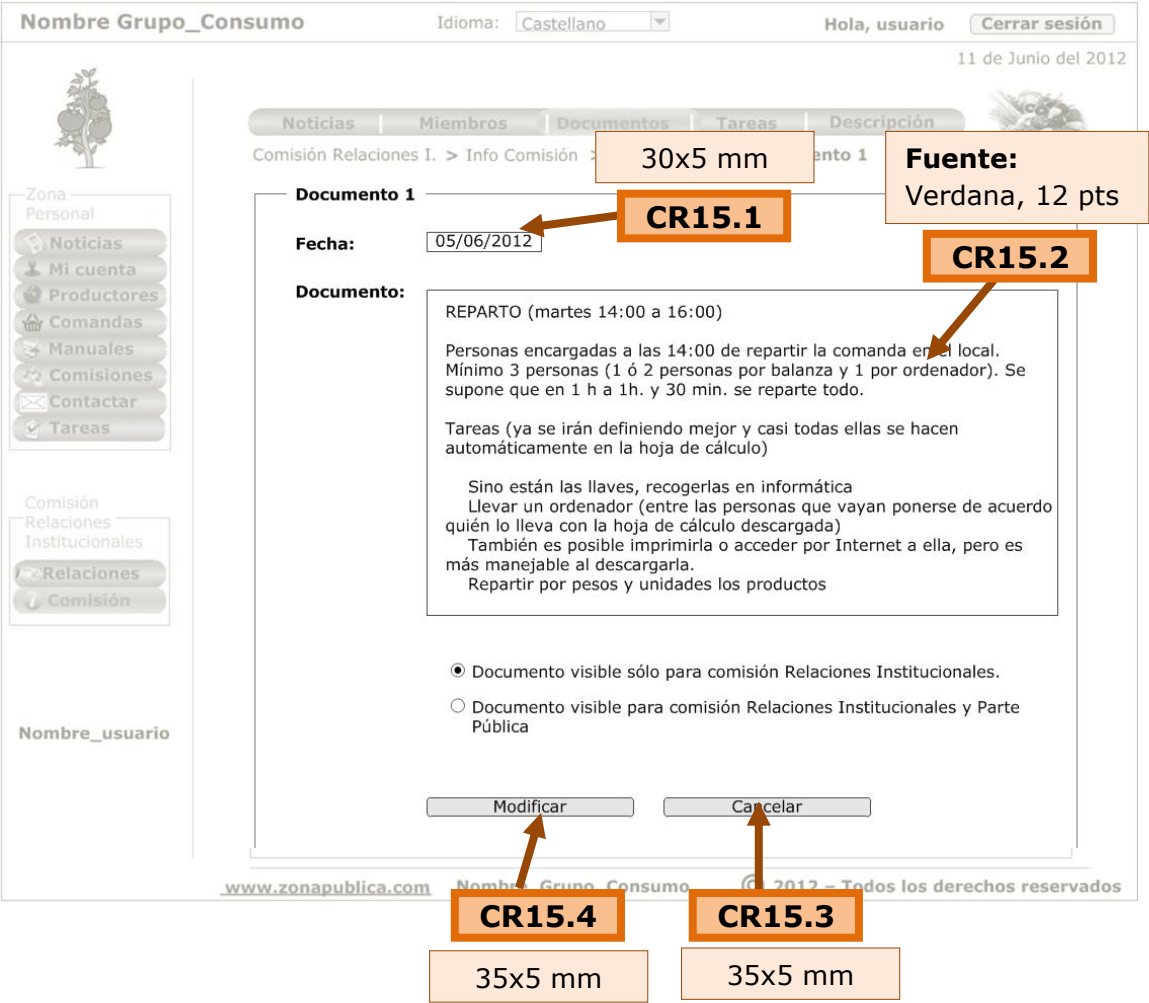 Nombre Grupo_Consumo
Idioma: Castellano
Hola, usuario
Cerrar sesión
11 de Junio del 2012
Noticias Miembros Documentos Tareas Descripción
Comisión Relaciones I. > Info Comisión >
ento 1
30x5 mm
CR15.1
Fuente:
Verdana, 12 pts
CR15.2
Zona
Personal
Noticias
Mi cuenta
Productores
Comandas
Manuales
Comisiones
Contactar
Tareas
Comisión
Relaciones
Institucionales
Relaciones
Comisión
Nombre_usuario
Documento 1
Fecha: 05/06/2012
Documento:
REPARTO (martes 14:00 a 16:00)
Personas encargadas a las 14:00 de repartir la comanda en el local.
Mínimo 3 personas (1 ó 2 personas por balanza y 1 por ordenador). Se
supone que en 1 h a 1h. y 30 min. se reparte todo.
Tareas (ya se irán definiendo mejor y casi todas ellas se hacen
automáticamente en la hoja de cálculo)
Sino están las llaves, recogerlas en informática
Llevar un ordenador (entre las personas que vayan ponerse de acuerdo
quién lo lleva con la hoja de cálculo descargada)
También es posible imprimirla o acceder por Internet a ella, pero es
más manejable al descargarla.
Repartir por pesos y unidades los productos
Documento visible sólo para comisión Relaciones Institucionales.
Documento visible para comisión Relaciones Institucionales y Parte
Pública
Modificar Cancelar
www.zonapublica.com Nombre_Grupo_Consumo © 2012 – Todos los derechos reservados
CR15.4 CR15.3
35x5 mm 35x5 mm